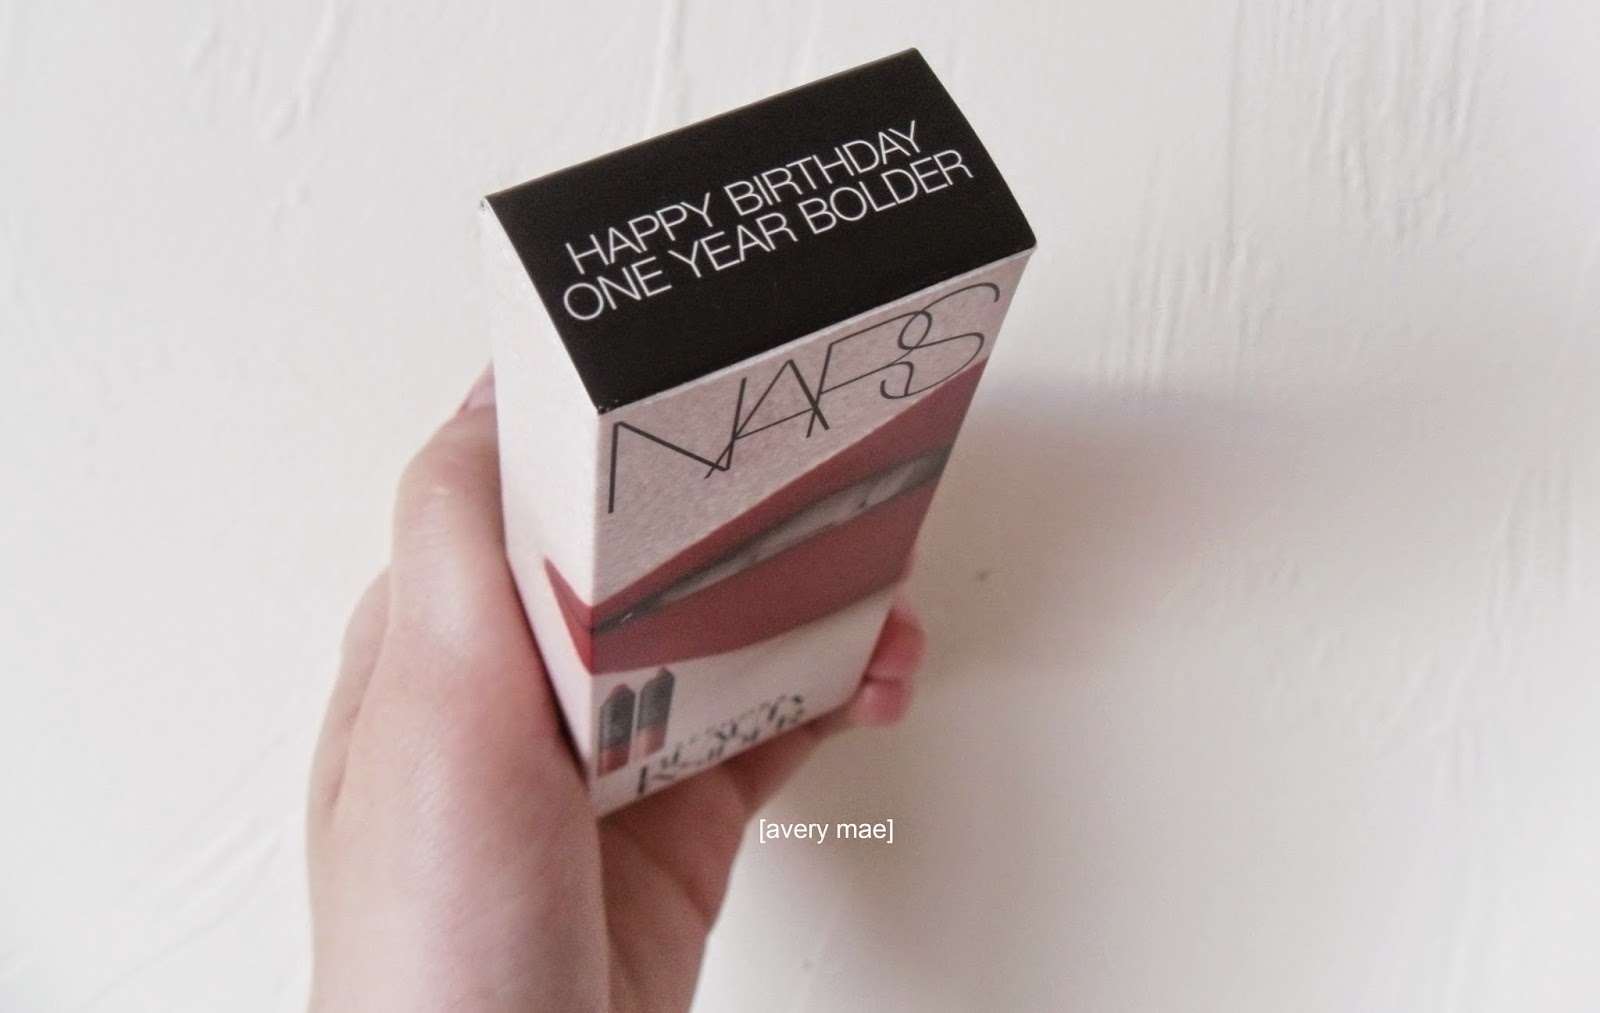 HAPPY BIRTHDAY
ONE YEAR BOLDER
NARS
[avery mae]